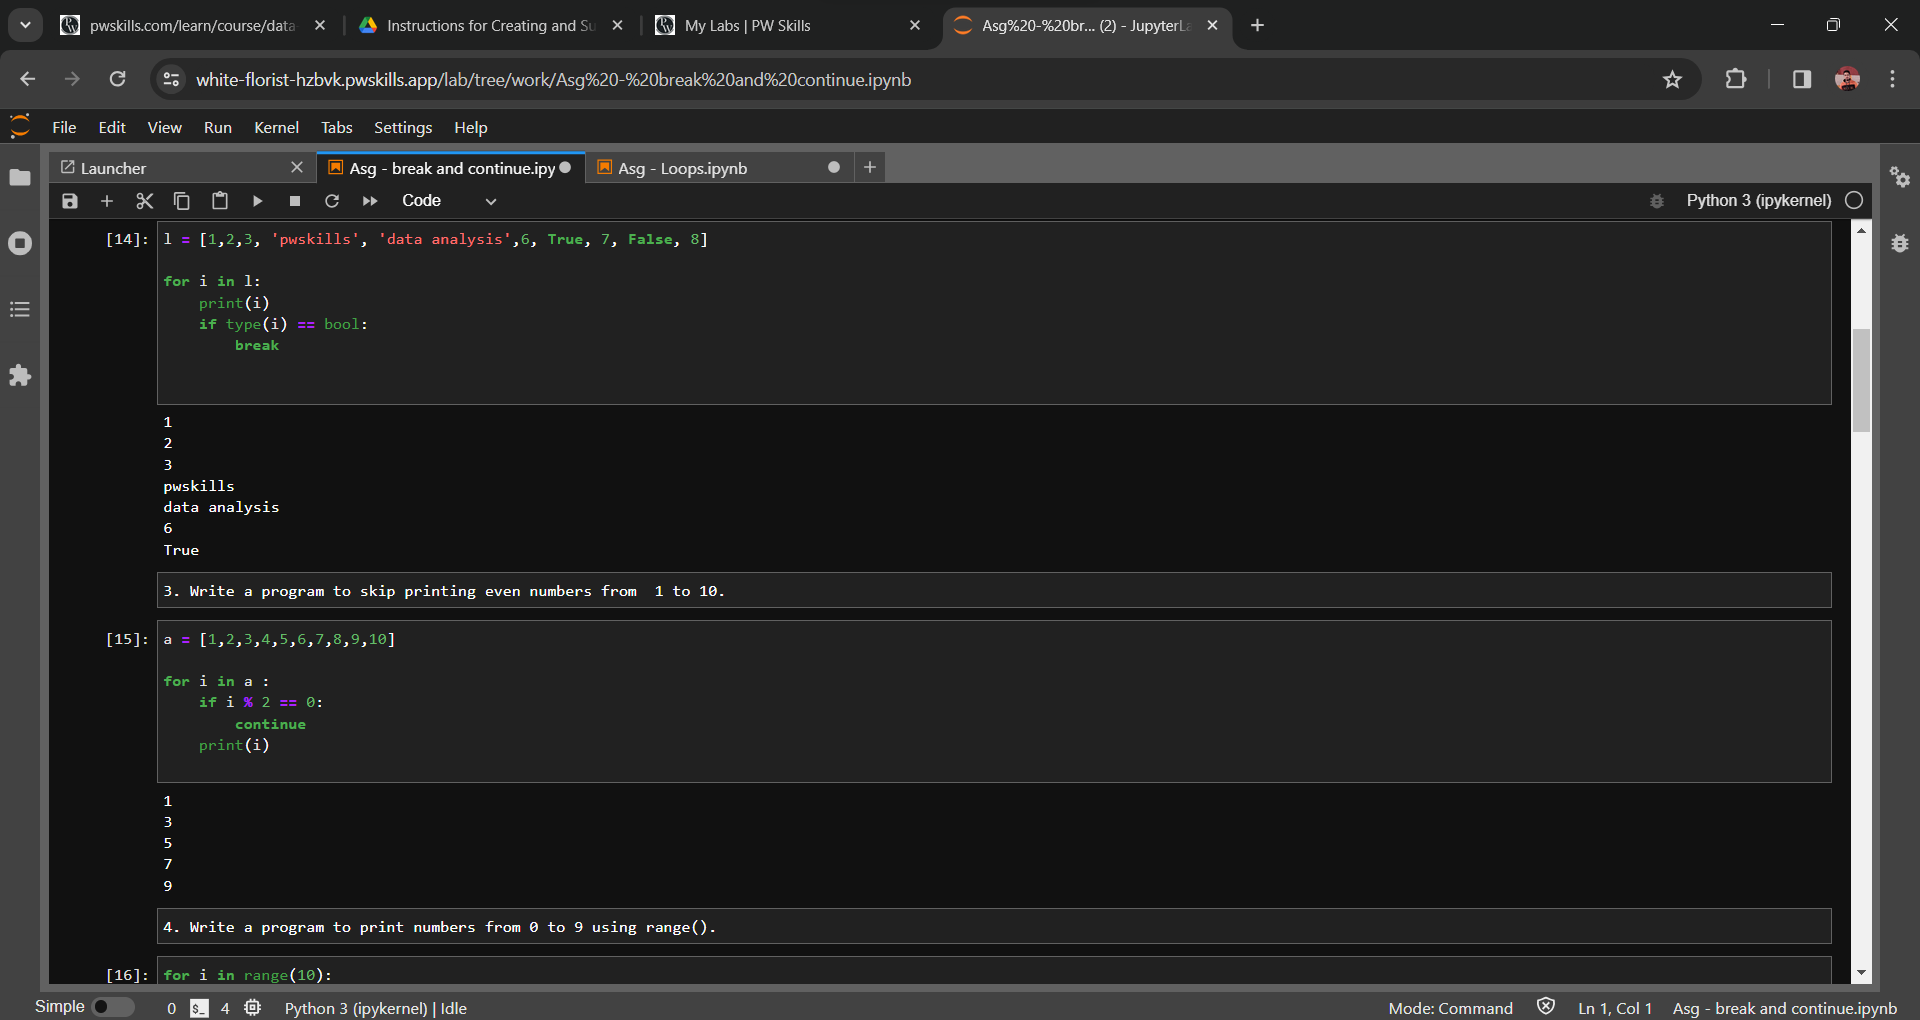 pwskills.com/learn/course/data-
Instructions for Creating and Su
My Labs | PW Skills
Asg%20-%20br... (2) - JupyterLa
white-florist-hzbvk.pwskills.app/lab/tree/work/Asg%20-%20break%20and%20continue.ipynb
File Edit View Run Kernel Tabs Settings Help
Launcher
Asg - break and continue.ipy
Asg - Loops.ipynb
Code
Python 3 (ipykernel)
[14]: l = [1,2,3, 'pwskills', 'data analysis',6, True, 7, False, 8]
for i in l:
    print(i)
    if type(i) == bool:
        break
1
2
3
pwskills
data analysis
6
True
3. Write a program to skip printing even numbers from  1 to 10.
[15]: a = [1,2,3,4,5,6,7,8,9,10]
for i in a :
    if i % 2 == 0:
        continue
    print(i)
1
3
5
7
9
4. Write a program to print numbers from 0 to 9 using range().
[16]: for i in range(10):
Simple 0 $_ 4 Python 3 (ipykernel) | Idle Mode: Command Ln 1, Col 1 Asg - break and continue.ipynb